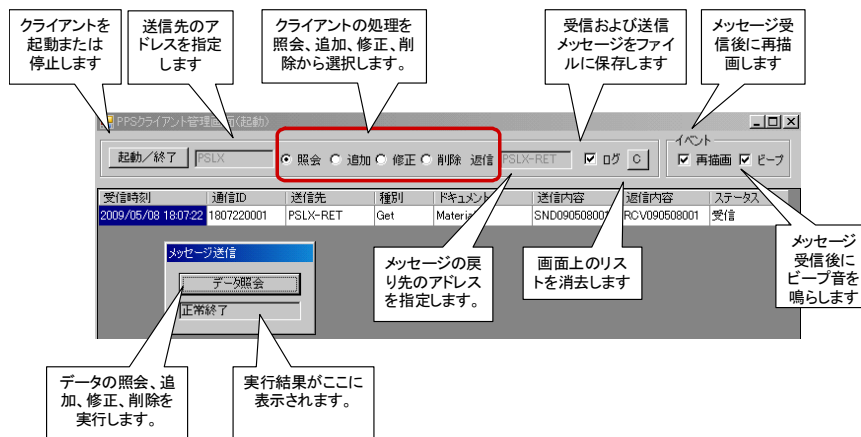 クライアントを
起動または
停止します
送信先のア
ドレスを指定
します
クライアントの処理を
照会、追加、修正、削
除から選択します。
受信および送信
メッセージをファイ
ルに保存します
メッセージ受
信後に再描
画します
PPSクライアント管理画面(起動)
起動/終了 PSLX 照会 追加 修正 削除 返信 PSLX-RET ログ C
イベント
再描画 ビープ
受信時刻 通信ID 送信先 種別 ドキュメント 送信内容 返信内容 ステータス
2009/05/08 18:07:22 1807220001 PSLX-RET Get Materia SND090508001 RCV090508001 受信
メッセージ送信
データ照会
正常終了
メッセージの戻
り先のアドレス
を指定します。
画面上のリス
トを消去します
メッセージ
受信後に
ビープ音を
鳴らします
データの照会、追
加、修正、削除を
実行します。
実行結果がここに
表示されます。